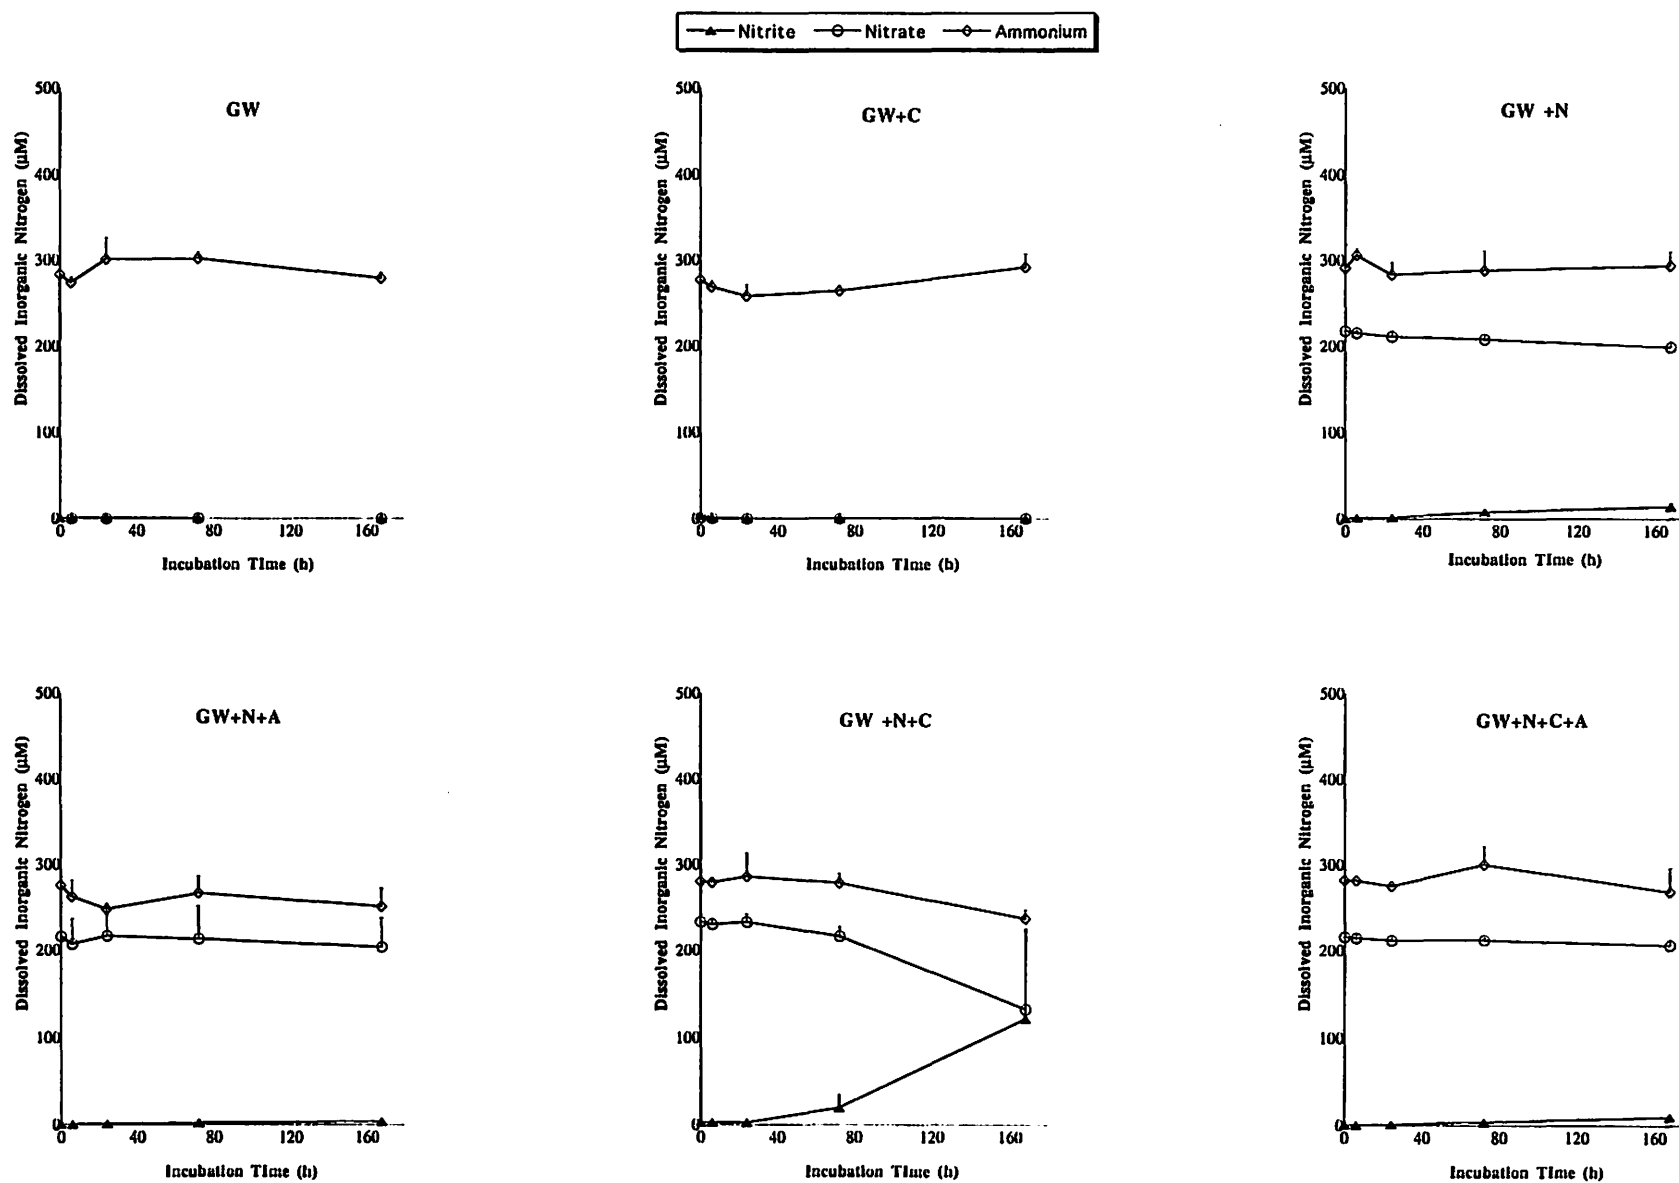 Nitrite Nitrate Ammonium
GW
Dissolved Inorganic Nitrogen (µM)
500
400
300
200
100
0
0 40 80 120 160
Incubation TIme (h)
GW+C
Dissolved Inorganic Nitrogen (µM)
500
400
300
200
100
0
0 40 80 120 160
Incubation TIme (h)
GW +N
Dissolved Inorganic Nitrogen (µM)
500
400
300
200
100
0
0 40 80 120 160
Incubation TIme (h)
GW+N+A
Dissolved Inorganic Nitrogen (µM)
500
400
300
200
100
0
0 40 80 120 160
Incubation TIme (h)
GW +N+C
Dissolved Inorganic Nitrogen (µM)
500
400
300
200
100
0
0 40 80 120 160
Incubation TIme (h)
GW+N+C+A
Dissolved Inorganic Nitrogen (µM)
500
400
300
200
100
0
0 40 80 120 160
Incubation TIme (h)